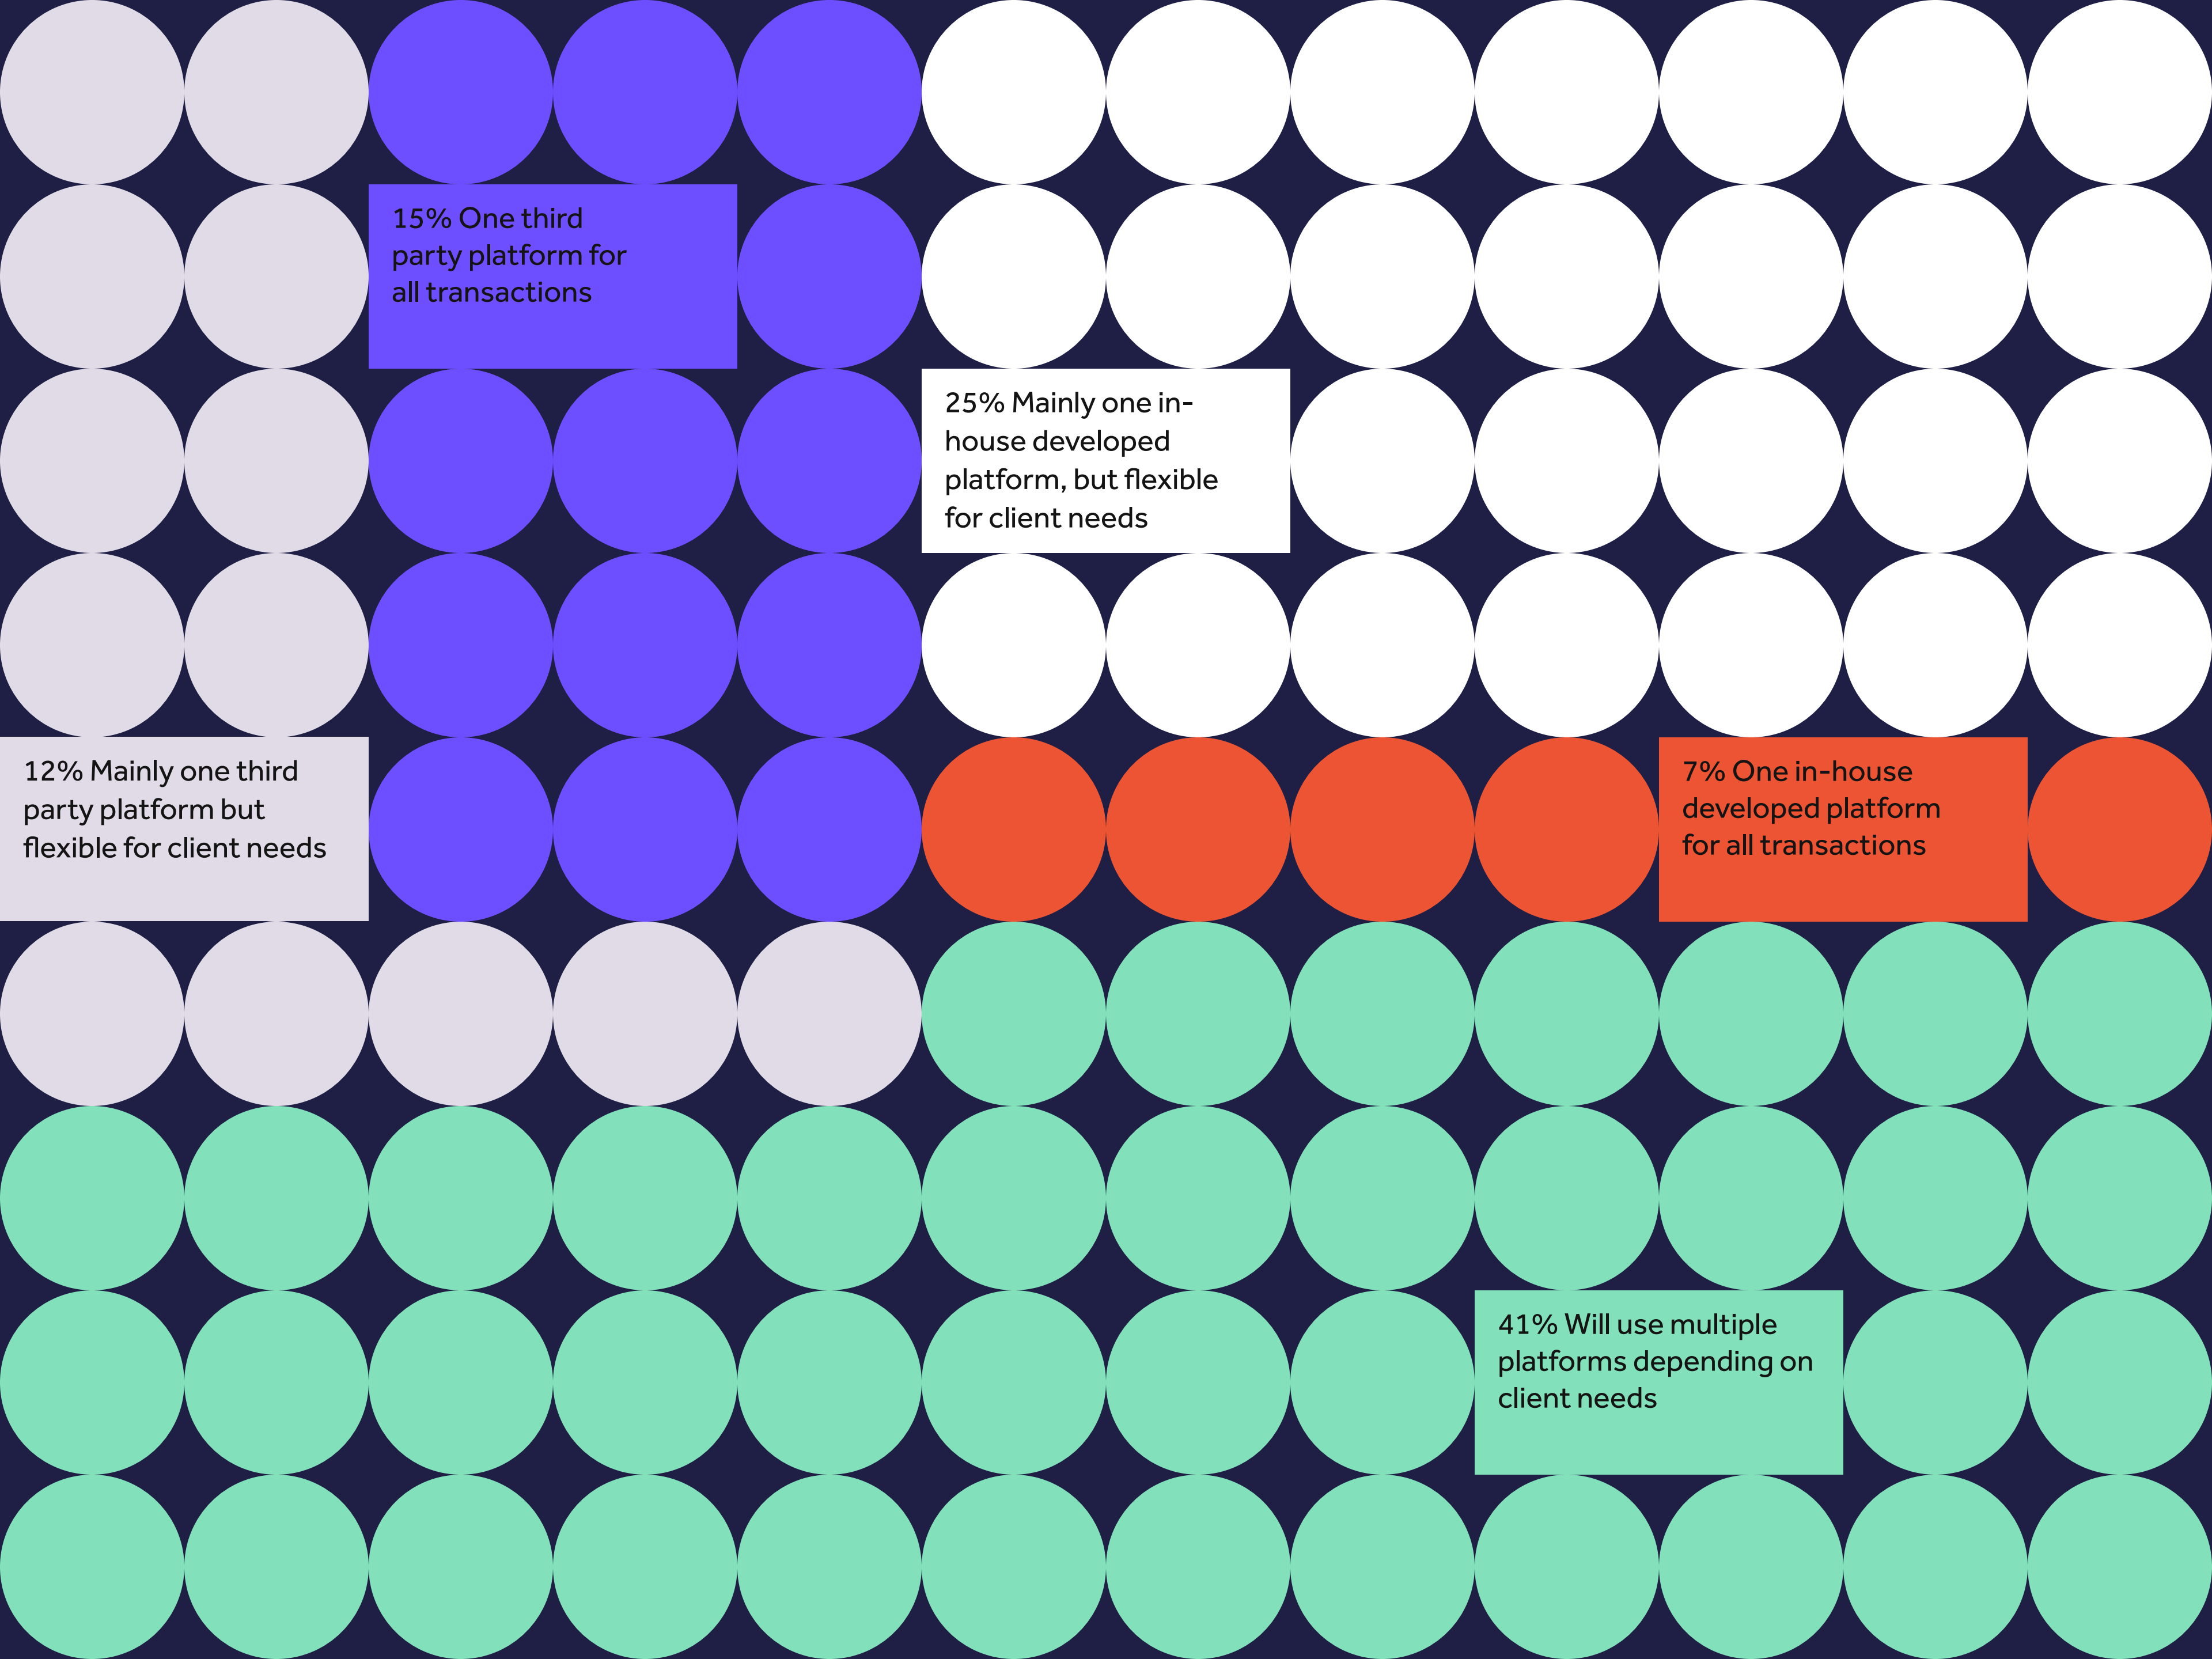 15% One third
party platform for
all transactions
25% Mainly one in-
house developed
platform, but flexible
for client needs
12% Mainly one third
party platform but
flexible for client needs
7% One in-house
developed platform
for all transactions
41% Will use multiple
platforms depending on
client needs